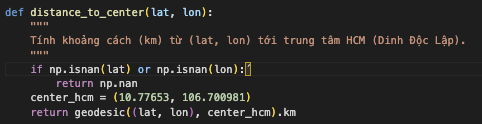 def distance_to_center(lat, lon):
    """
    Tính khoảng cách (km) từ (lat, lon) tới trung tâm HCM (Dinh Độc Lập).
    """
    if np.isnan(lat) or np.isnan(lon):
        return np.nan
    center_hcm = (10.77653, 106.700981)
    return geodesic((lat, lon), center_hcm).km